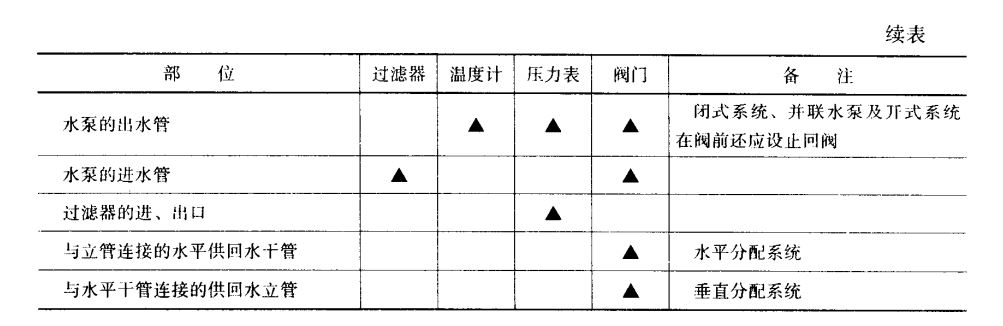 续表
部 位 过滤器 温度计 压力表 阀门 备 注
水泵的出水管 ▲ ▲ ▲ 闭式系统、并联水泵及开式系统
在阀前还应设止回阀
水泵的进水管 ▲ ▲
过滤器的进、出口 ▲
与立管连接的水平供回水干管 ▲ 水平分配系统
与水平干管连接的供回水立管 ▲ 垂直分配系统